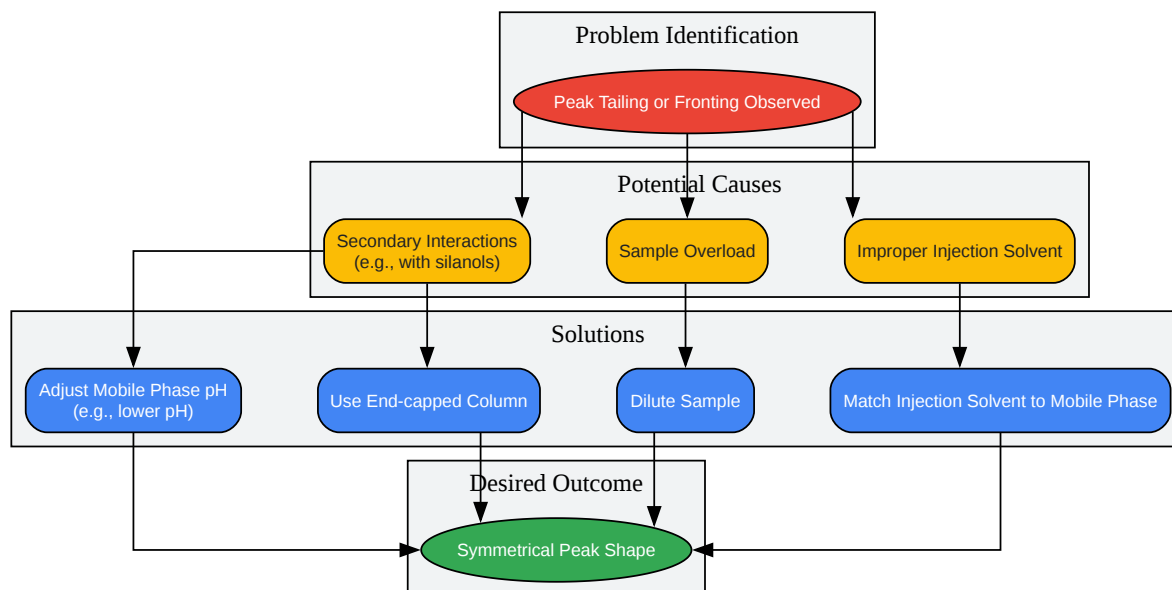 Problem Identification
Peak Tailing or Fronting Observed
Potential Causes
Secondary Interactions
(e.g., with silanols)
Sample Overload
Improper Injection Solvent
Solutions
Adjust Mobile Phase pH
(e.g., lower pH)
Use End-capped Column
Dilute Sample
Match Injection Solvent to Mobile Phase
Desired Outcome
Symmetrical Peak Shape